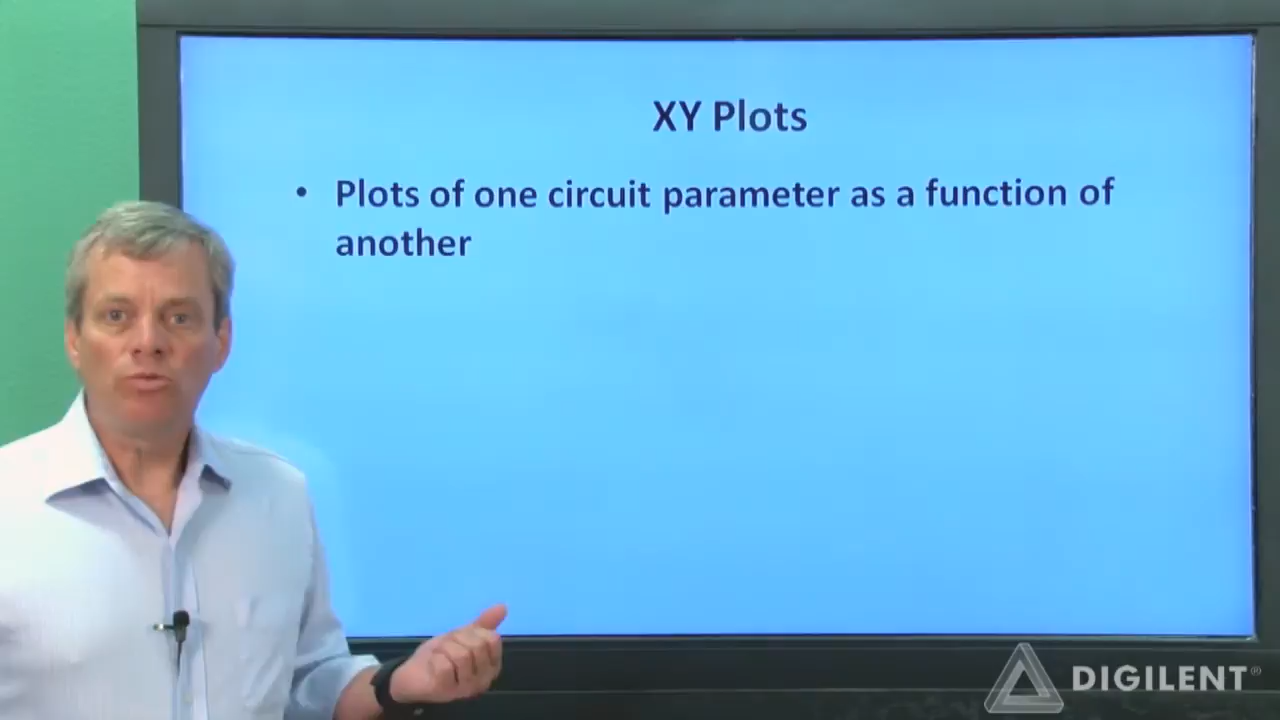 XY Plots
• Plots of one circuit parameter as a function of
another
DIGILENT®